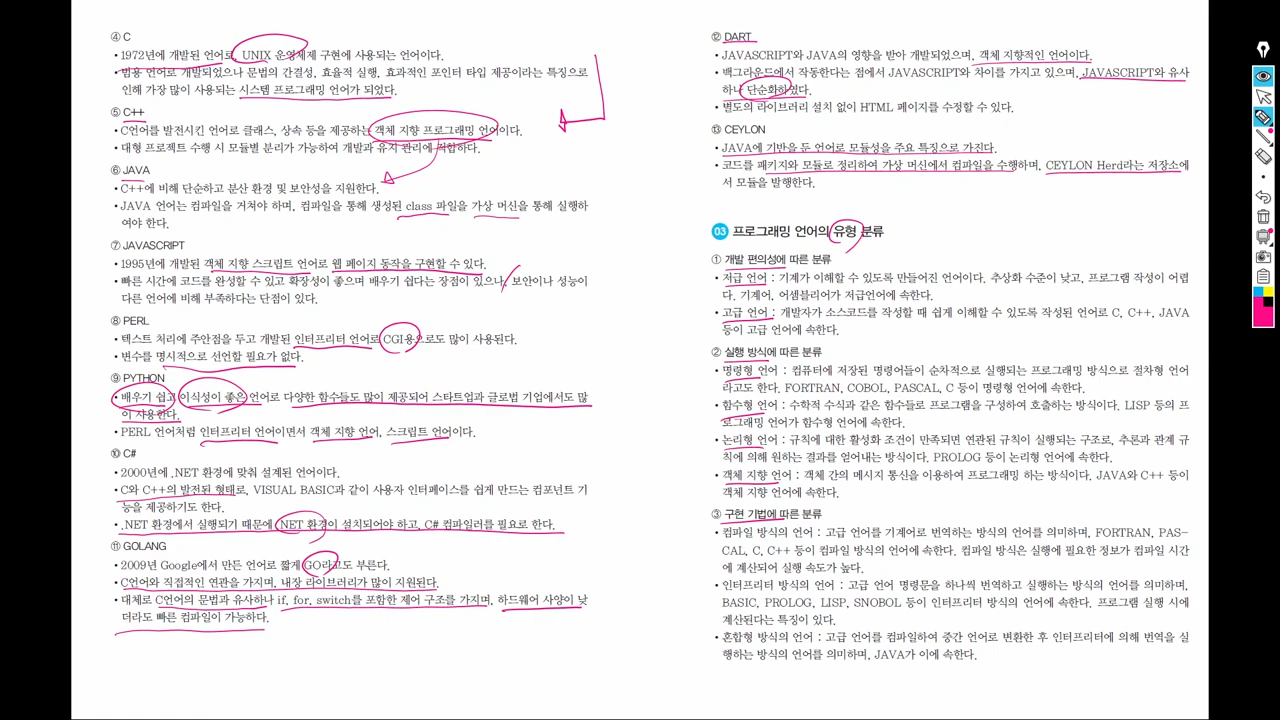 ④ C
• 1972년에 개발된 언어로, UNIX 운영체제 구현에 사용되는 언어이다.
• 범용 언어로 개발되었으나 문법의 간결성, 효율적 실행, 효과적인 포인터 타입 제공이라는 특징으로
인해 가장 많이 사용되는 시스템 프로그래밍 언어가 되었다.
⑤ C++
• C언어를 발전시킨 언어로 클래스, 상속 등을 제공하는 객체 지향 프로그래밍 언어이다.
• 대형 프로젝트 수행 시 모듈별 분리가 가능하여 개발과 유지 관리에 적합하다.
⑥ JAVA
• C++에 비해 단순하고 분산 환경 및 보안성을 지원한다.
• JAVA 언어는 컴파일을 거쳐야 하며, 컴파일을 통해 생성된 class 파일을 가상 머신을 통해 실행하
여야 한다.
⑦ JAVASCRIPT
• 1995년에 개발된 객체 지향 스크립트 언어로 웹 페이지 동작을 구현할 수 있다.
• 빠른 시간에 코드를 완성할 수 있고 확장성이 좋으며 배우기 쉽다는 장점이 있으나, 보안이나 성능이
다른 언어에 비해 부족하다는 단점이 있다.
⑧ PERL
• 텍스트 처리에 주안점을 두고 개발된 인터프리터 언어로 CGI용으로도 많이 사용된다.
• 변수를 명시적으로 선언할 필요가 없다.
⑨ PYTHON
• 배우기 쉽고 이식성이 좋은 언어로 다양한 함수들도 많이 제공되어 스타트업과 글로벌 기업에서도 많
이 사용한다.
• PERL 언어처럼 인터프리터 언어이면서 객체 지향 언어, 스크립트 언어이다.
⑩ C#
• 2000년에 .NET 환경에 맞춰 설계된 언어이다.
• C와 C++의 발전된 형태로, VISUAL BASIC과 같이 사용자 인터페이스를 쉽게 만드는 컴포넌트 기
능을 제공하기도 한다.
• .NET 환경에서 실행되기 때문에 .NET 환경이 설치되어야 하고, C# 컴파일러를 필요로 한다.
⑪ GOLANG
• 2009년 Google에서 만든 언어로 짧게 GO라고도 부른다.
• C언어와 직접적인 연관을 가지며, 내장 라이브러리가 많이 지원된다.
• 대체로 C언어의 문법과 유사하나 if, for, switch를 포함한 제어 구조를 가지며, 하드웨어 사양이 낮
더라도 빠른 컴파일이 가능하다.
⑫ DART
• JAVASCRIPT와 JAVA의 영향을 받아 개발되었으며, 객체 지향적인 언어이다.
• 백그라운드에서 작동한다는 점에서 JAVASCRIPT와 차이를 가지고 있으며, JAVASCRIPT와 유사
하나 단순화하였다.
• 별도의 라이브러리 설치 없이 HTML 페이지를 수정할 수 있다.
⑬ CEYLON
• JAVA에 기반을 둔 언어로 모듈성을 주요 특징으로 가진다.
• 코드를 패키지와 모듈로 정리하여 가상 머신에서 컴파일을 수행하며, CEYLON Herd라는 저장소에
서 모듈을 발행한다.
03 프로그래밍 언어의 유형 분류
① 개발 편의성에 따른 분류
• 저급 언어 : 기계가 이해할 수 있도록 만들어진 언어이다. 추상화 수준이 낮고, 프로그램 작성이 어렵
다. 기계어, 어셈블리어가 저급언어에 속한다.
• 고급 언어 : 개발자가 소스코드를 작성할 때 쉽게 이해할 수 있도록 작성된 언어로 C, C++, JAVA
등이 고급 언어에 속한다.
② 실행 방식에 따른 분류
• 명령형 언어 : 컴퓨터에 저장된 명령어들이 순차적으로 실행되는 프로그래밍 방식으로 절차형 언어
라고도 한다. FORTRAN, COBOL, PASCAL, C 등이 명령형 언어에 속한다.
• 함수형 언어 : 수학적 수식과 같은 함수들로 프로그램을 구성하여 호출하는 방식이다. LISP 등의 프
로그래밍 언어가 함수형 언어에 속한다.
• 논리형 언어 : 규칙에 대한 활성화 조건이 만족되면 연관된 규칙이 실행되는 구조로, 추론과 관계 규
칙에 의해 원하는 결과를 얻어내는 방식이다. PROLOG 등이 논리형 언어에 속한다.
• 객체 지향 언어 : 객체 간의 메시지 통신을 이용하여 프로그래밍 하는 방식이다. JAVA와 C++ 등이
객체 지향 언어에 속한다.
③ 구현 기법에 따른 분류
• 컴파일 방식의 언어 : 고급 언어를 기계어로 번역하는 방식의 언어를 의미하며, FORTRAN, PAS-
CAL, C, C++ 등이 컴파일 방식의 언어에 속한다. 컴파일 방식은 실행에 필요한 정보가 컴파일 시간
에 계산되어 실행 속도가 높다.
• 인터프리터 방식의 언어 : 고급 언어 명령문을 하나씩 번역하고 실행하는 방식의 언어를 의미하며,
BASIC, PROLOG, LISP, SNOBOL 등이 인터프리터 방식의 언어에 속한다. 프로그램 실행 시에
계산된다는 특징이 있다.
• 혼합형 방식의 언어 : 고급 언어를 컴파일하여 중간 언어로 변환한 후 인터프리터에 의해 번역을 실
행하는 방식의 언어를 의미하며, JAVA가 이에 속한다.